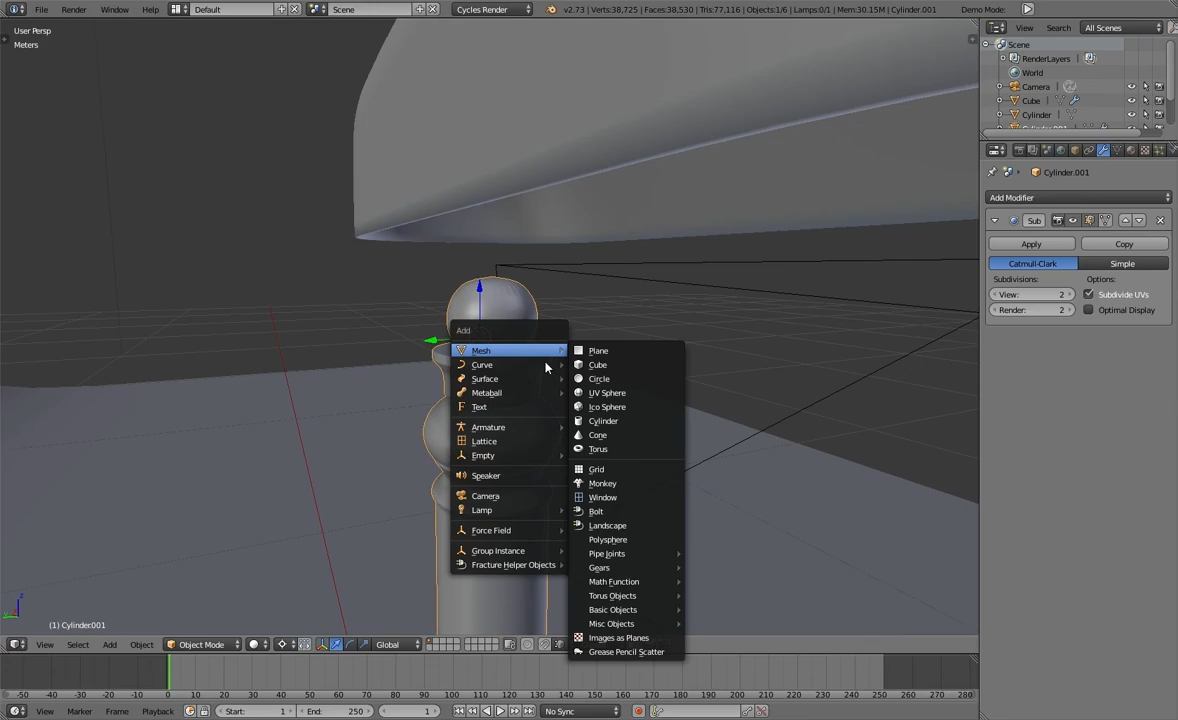 File Render Window Help Default Scene Cycles Render v2.73 | Verts:38,725 | Faces:38,530 | Tris:77,116 | Objects:1/6 | Lamps:0/1 | Mem:30.15M | Cylinder.001 Demo Mode:
User Persp
Meters
View Search All Scenes
Scene
RenderLayers
World
Camera
Cube
Cylinder
Cylinder.001
Cylinder.001
Add Modifier
Sub
Apply Copy
Catmull-Clark Simple
Subdivisions: Options:
View: 2 Subdivide UVs
Render: 2 Optimal Display
Add
Mesh
Curve
Surface
Metaball
Text
Armature
Lattice
Empty
Speaker
Camera
Lamp
Force Field
Group Instance
Fracture Helper Objects
Plane
Cube
Circle
UV Sphere
Ico Sphere
Cylinder
Cone
Torus
Grid
Monkey
Window
Bolt
Landscape
Polysphere
Pipe Joints
Gears
Math Function
Torus Objects
Basic Objects
Misc Objects
Images as Planes
Grease Pencil Scatter
z
y
(1) Cylinder.001
View Select Add Object Object Mode Global
-50 -40 -30 -20 -10 0 10 20 30 40 50 60 70 80 90 100 110 120 130 140 150 160 170 180 190 200 210 220 230 240 250 260 270 280
View Marker Frame Playback Start: 1 End: 250 1 No Sync